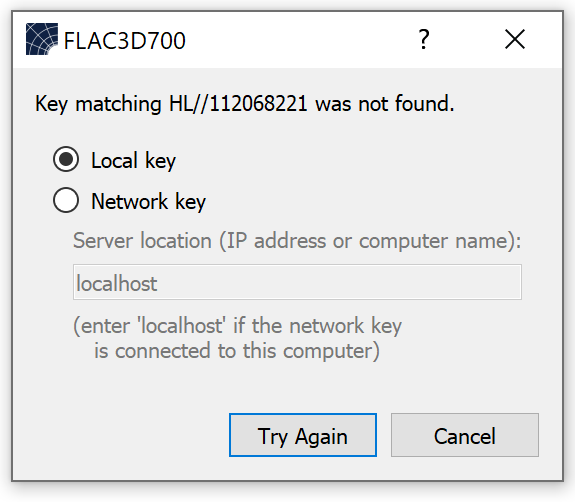 FLAC3D700
?
Key matching HL//112068221 was not found.
Local key
Network key
Server location (IP address or computer name):
localhost
(enter 'localhost' if the network key
is connected to this computer)
Try Again
Cancel